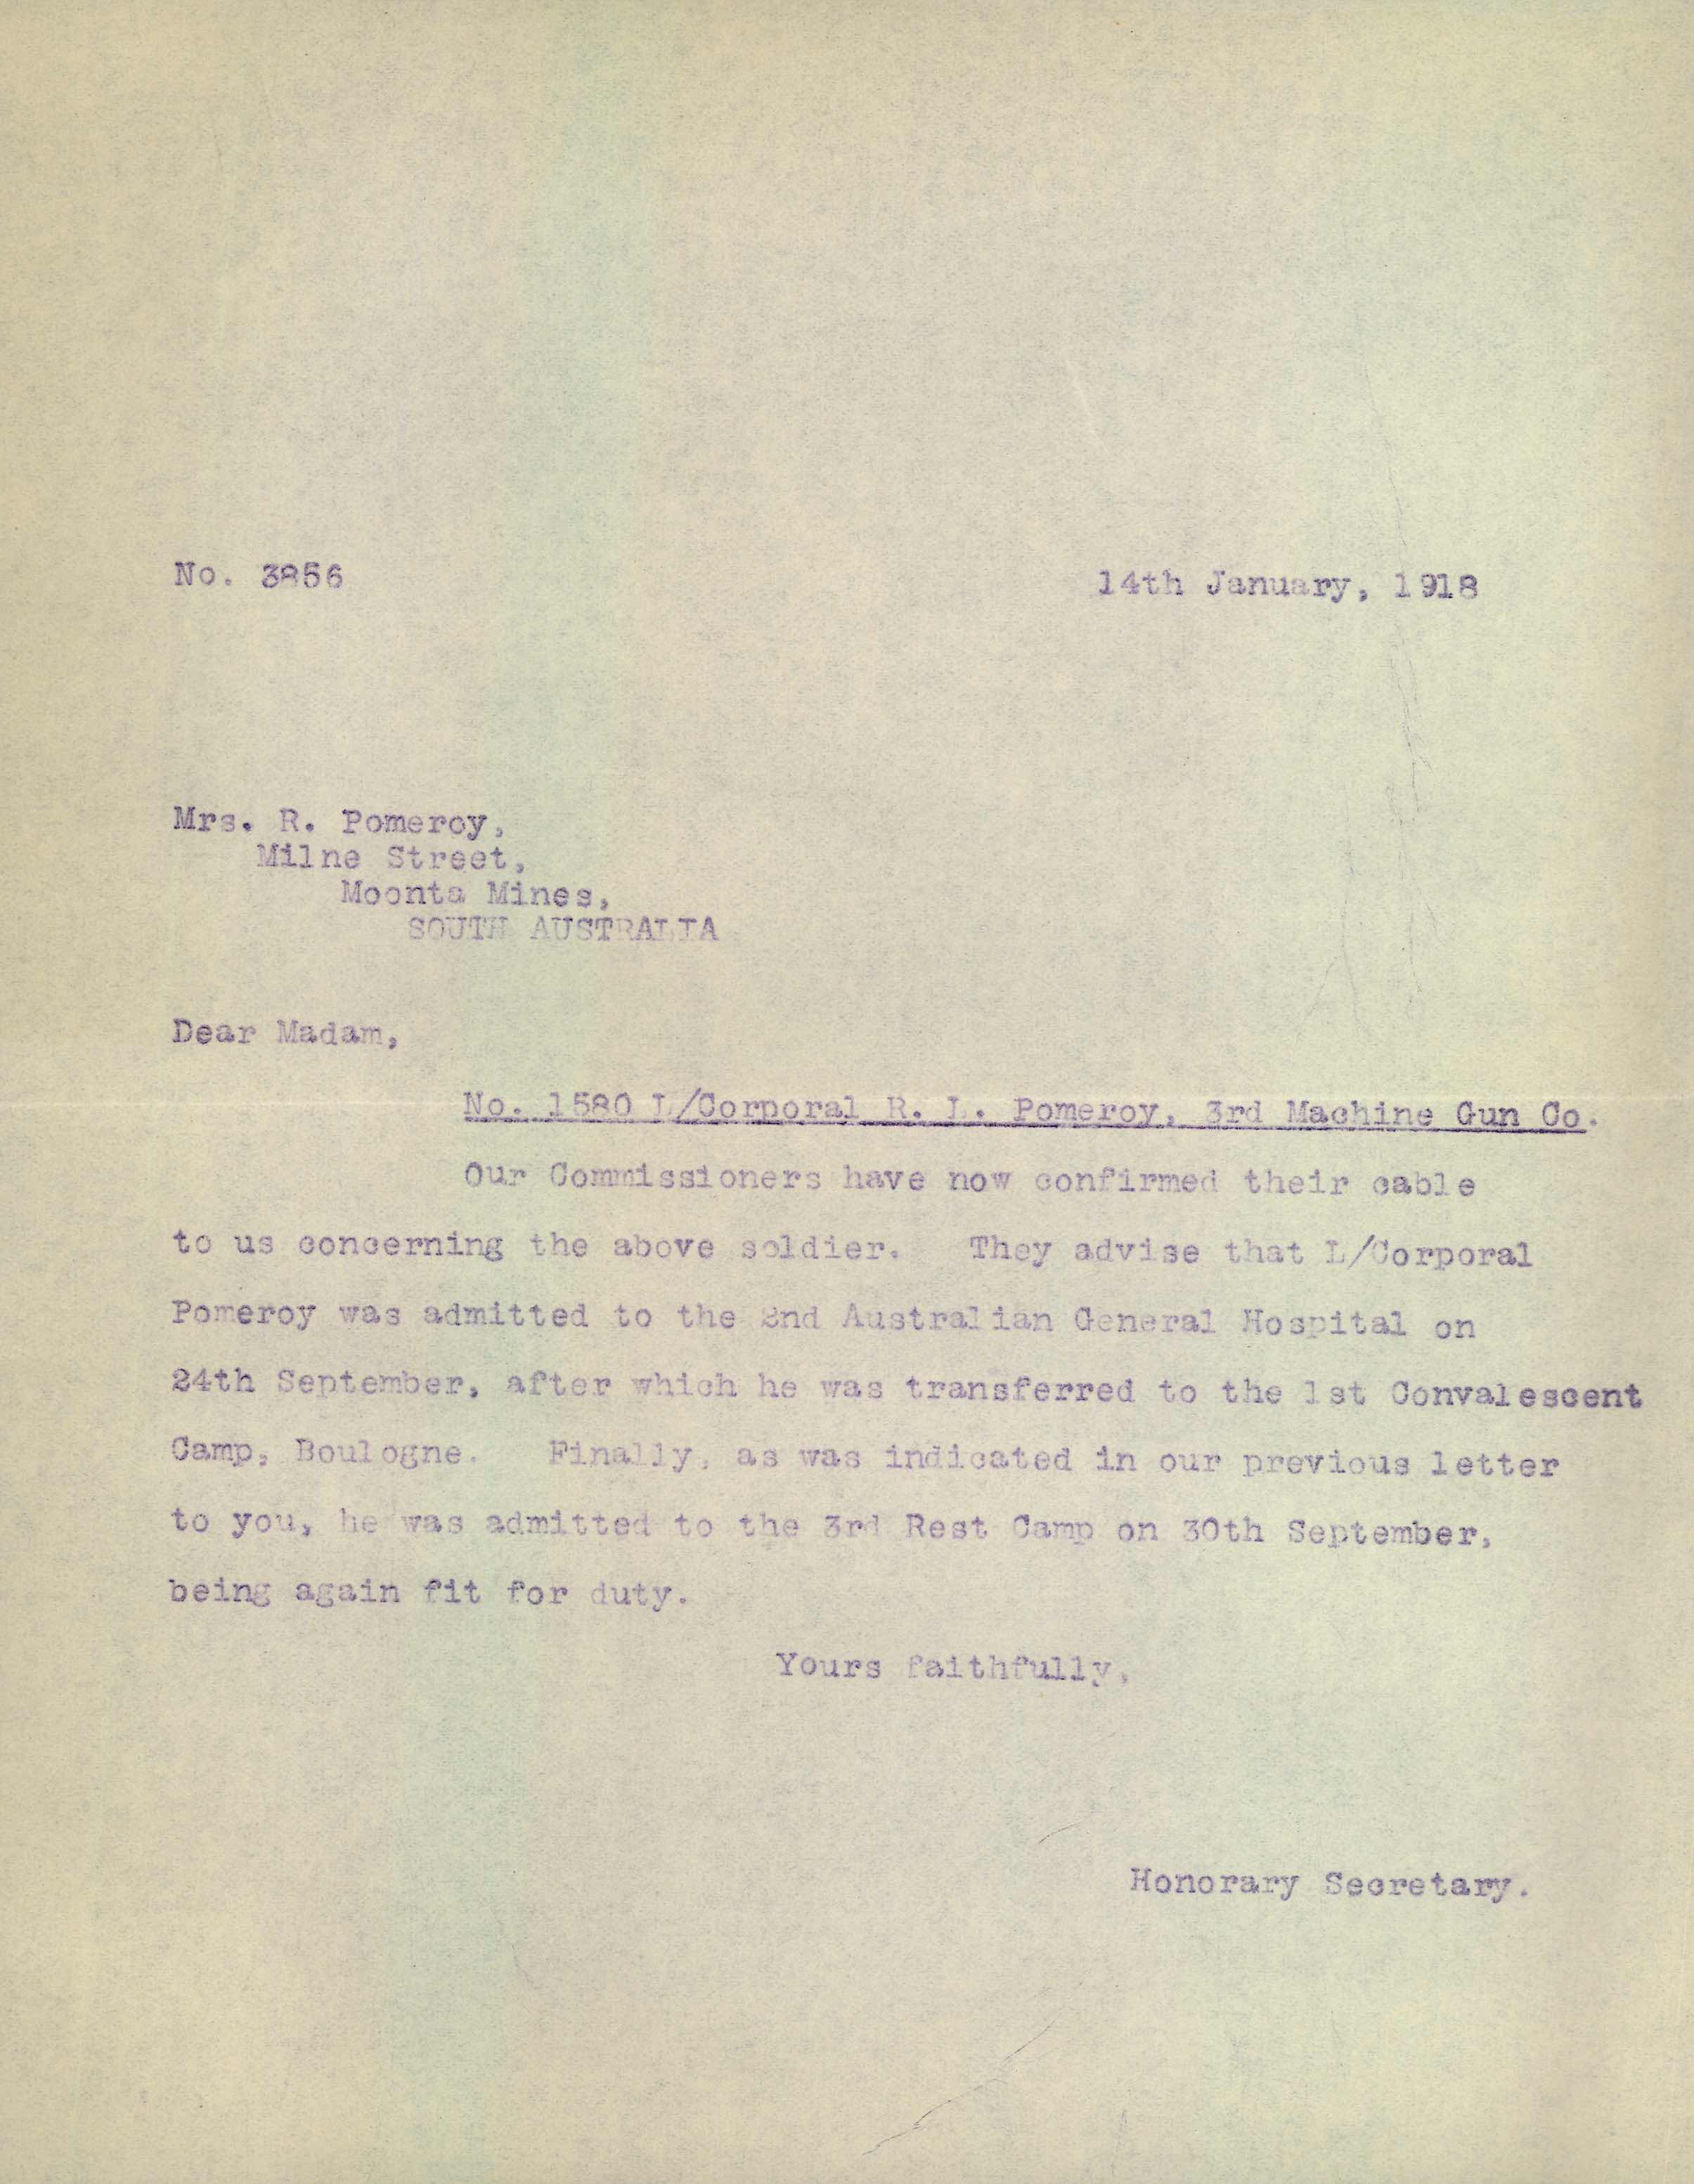 No. 3856
14th January, 1918
Mrs. R. Pomeroy,
Milne Street,
Moonta Mines,
SOUTH AUSTRALIA
Dear Madam,
No. 1580 L/Corporal R. L. Pomeroy, 3rd Machine Gun Co.
Our Commissioners have now confirmed their cable
to us concerning the above soldier. They advise that L/Corporal
Pomeroy was admitted to the 2nd Australian General Hospital on
24th September, after which he was transferred to the 1st Convalescent
Camp, Boulogne. Finally, as was indicated in our previous letter
to you, he was admitted to the 3rd Rest Camp on 30th September,
being again fit for duty.
Yours faithfully,
Honorary Secretary.